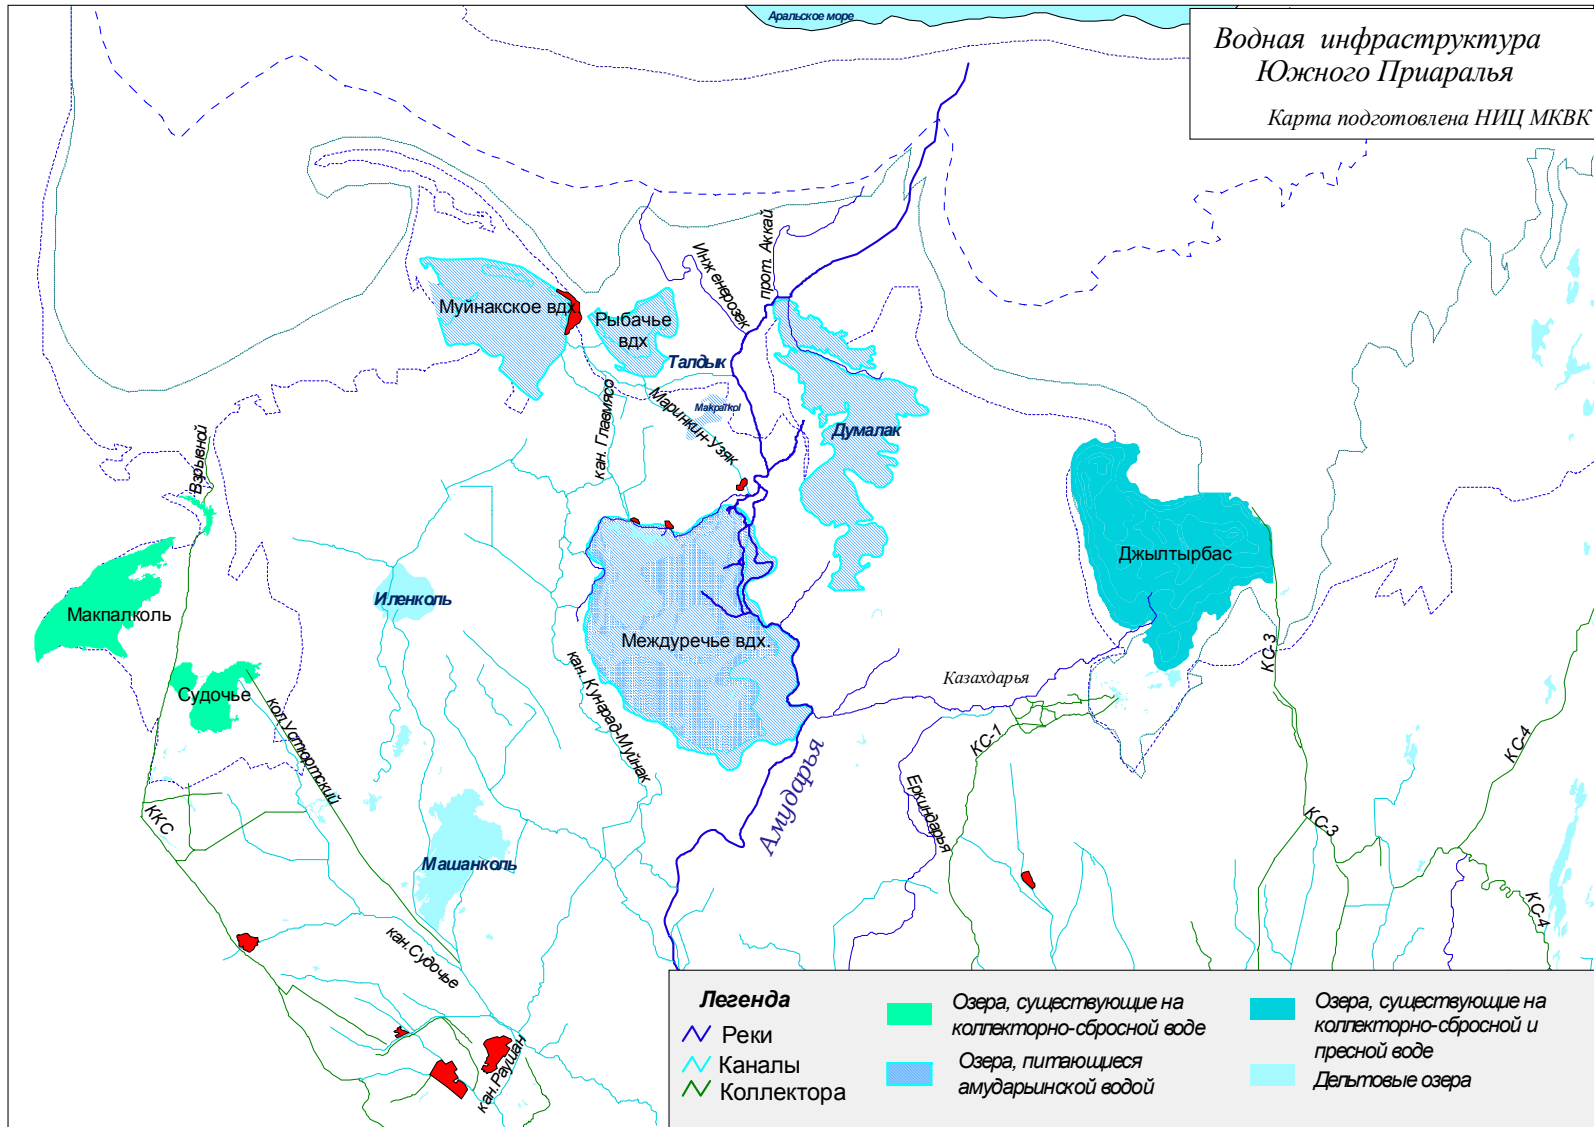 Аральское море
Водная инфраструктура
Южного Приаралья
Карта подготовлена НИЦ МКВК
Инженерозек
прот. Аккай
Муйнакское вдх.
Рыбачье
вдх
Талдык
Makpalkol
Маринкин-Узяк
кан. Главмясо
Думалак
Взрывной
Джылтырбас
Макпалколь
Иленколь
Междуречье вдх.
Судочье
кол.Устюртский
кан. Кунград-Муйнак
Казахдарья
КС-3
КС-1
КС-4
Амударья
Еркиндарья
ККС
КС-3
Машанколь
КС-4
кан.Судочье
кан.Раушан
Легенда
Реки
Каналы
Коллектора
Озера, существующие на
коллекторно-сбросной воде
Озера, питающиеся
амударьинской водой
Озера, существующие на
коллекторно-сбросной и
пресной воде
Дельтовые озера